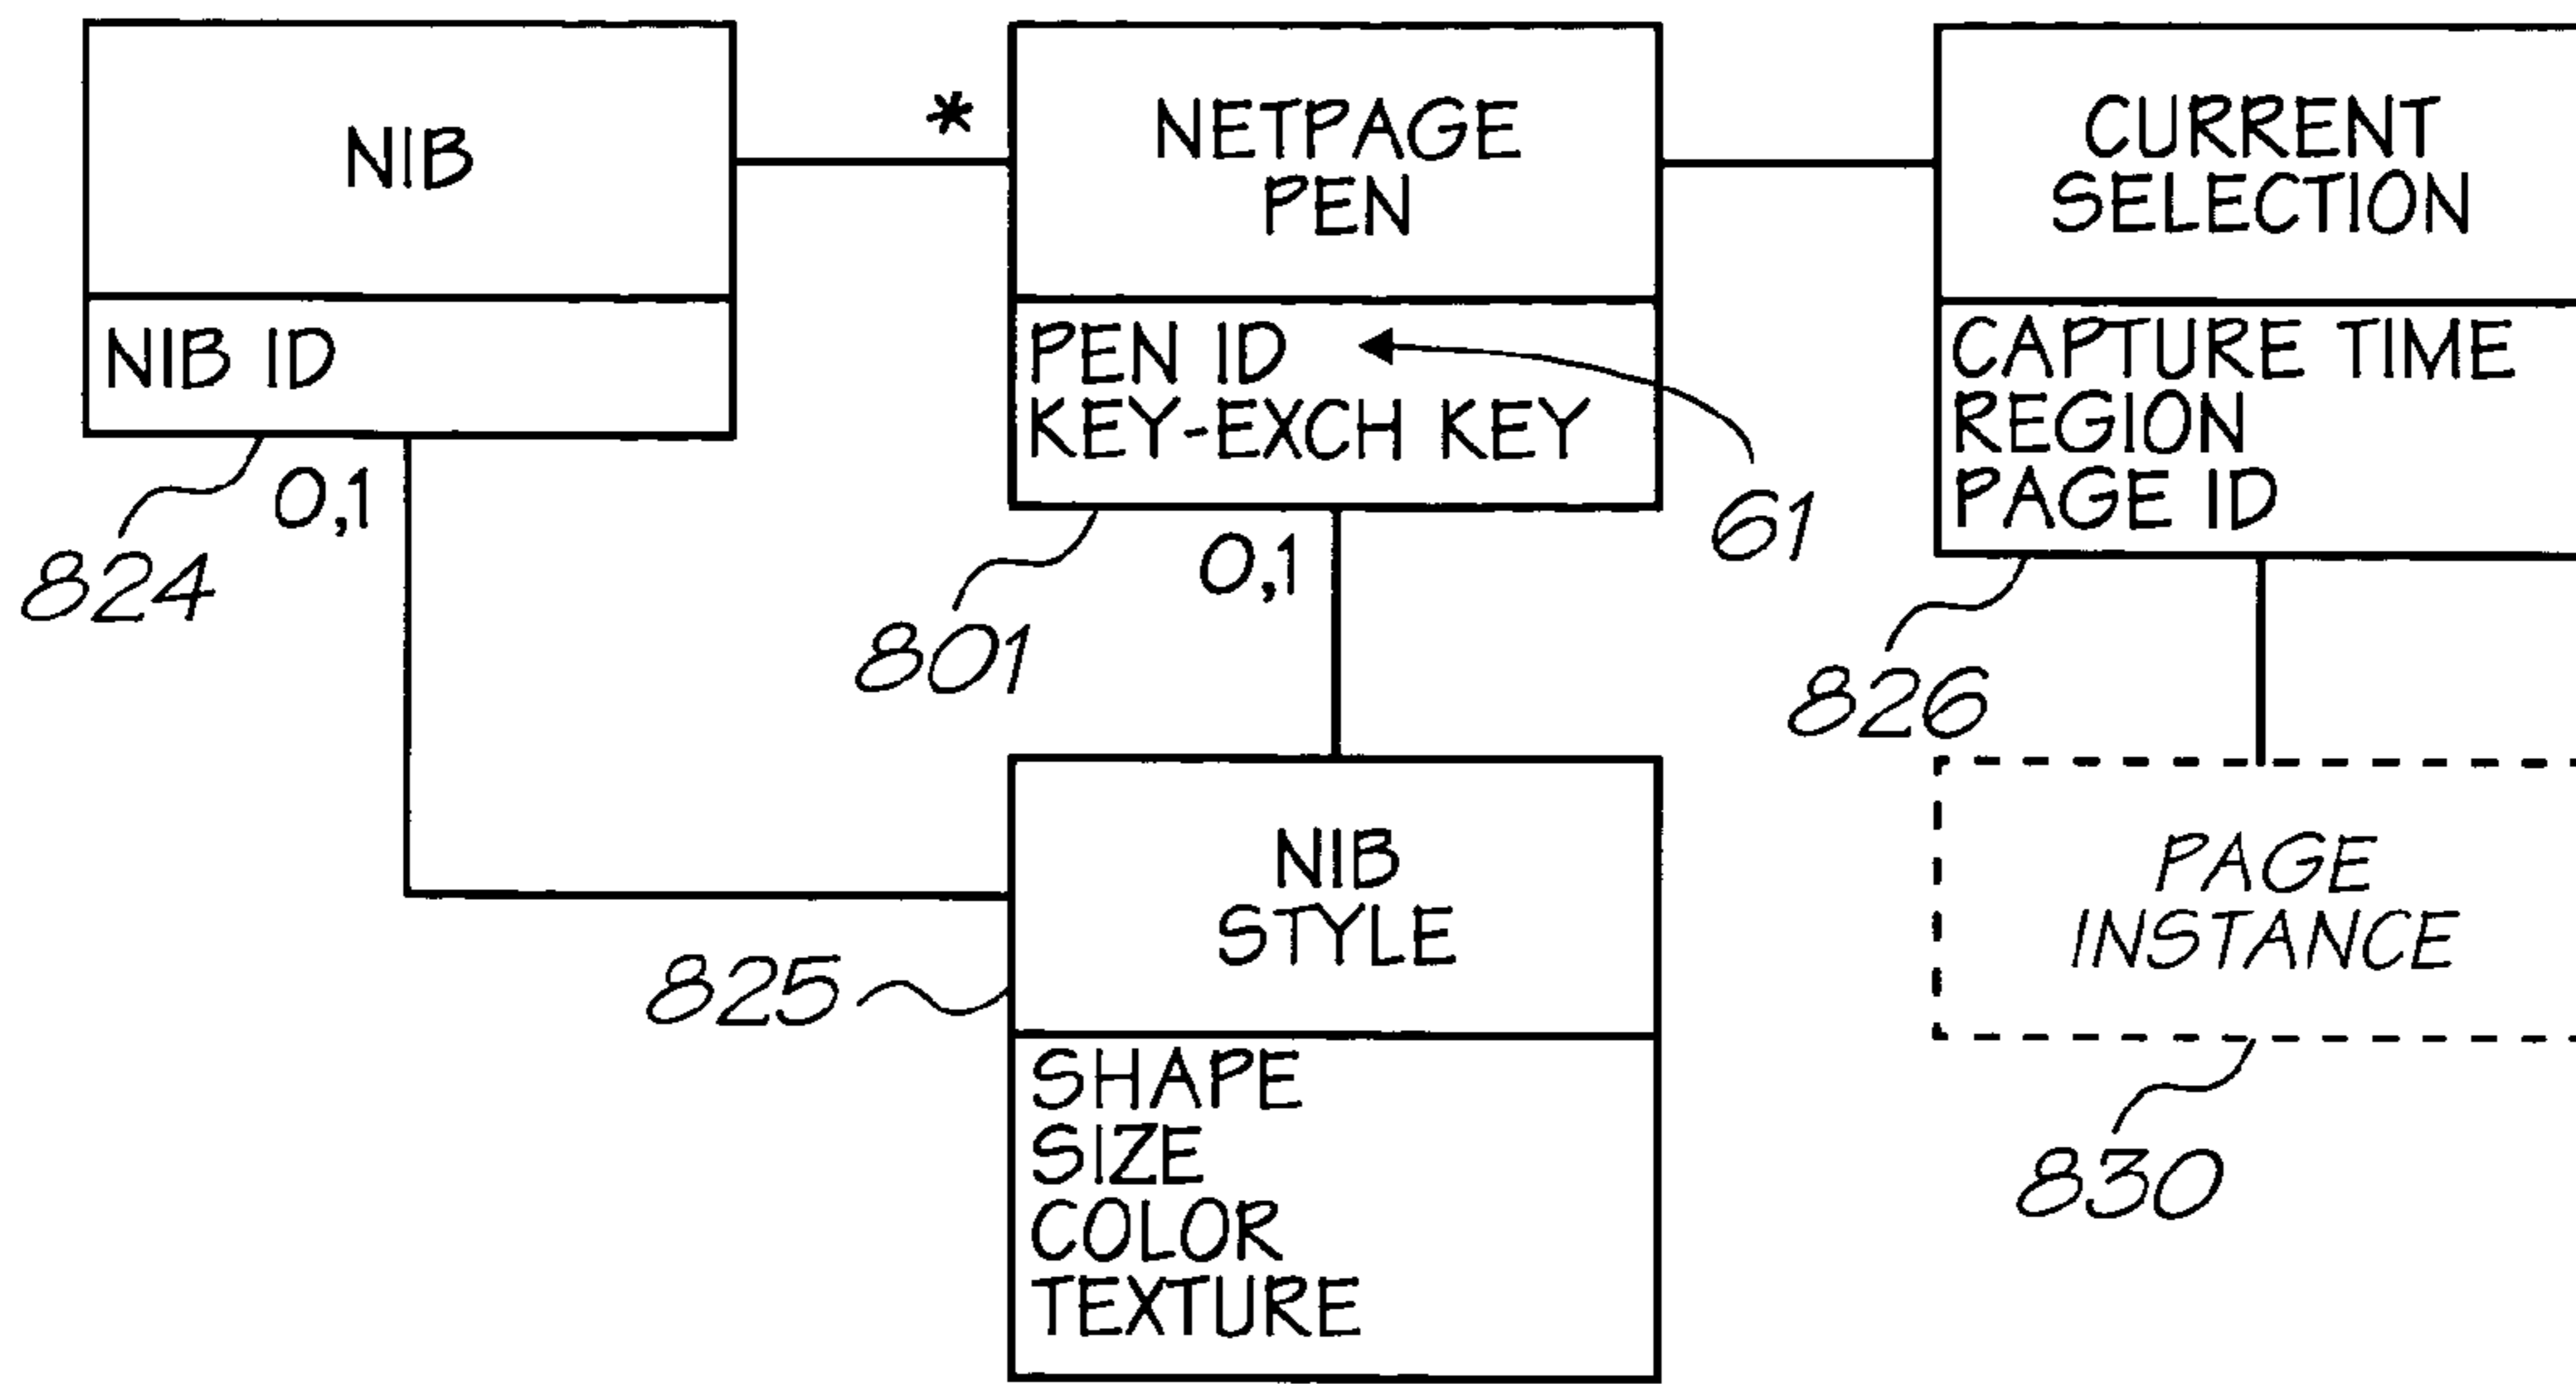 NIB
NIB ID
824
0,1
*
NETPAGE
PEN
PEN ID
KEY-EXCH KEY
61
801
0,1
CURRENT
SELECTION
CAPTURE TIME
REGION
PAGE ID
826
NIB
STYLE
825
SHAPE
SIZE
COLOR
TEXTURE
PAGE
INSTANCE
830